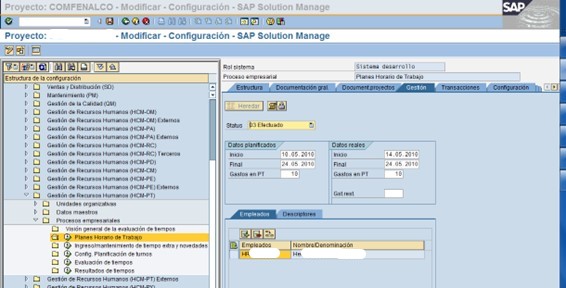 Proyecto: COMFENALCO - Modificar - Configuración - SAP Solution Manage
SAP
Proyecto: - Modificar - Configuración - SAP Solution Manage
Estructura de la configuración
Ventas y Distribución (SD)
Mantenimiento (PM)
Gestión de la Calidad (QM)
Gestión de Recursos Humanos (HCM-OM)
Gestión de Recursos Humanos (HCM-OM) Externos
Gestión de Recursos Humanos (HCM-PA)
Gestión de Recursos Humanos (HCM-PA) Externos
Gestión de Recursos Humanos (HCM-RC)
Gestión de Recursos Humanos (HCM-RC) Terceros
Gestión de Recursos Humanos (HCM-PD)
Gestión de Recursos Humanos (HCM-CM)
Gestión de Recursos Humanos (HCM-PE)
Gestión de Recursos Humanos (HCM-PE) Externos
Gestión de Recursos Humanos (HCM-PT)
Unidades organizativas
Datos maestros
Procesos empresariales
Visión general de la evaluación de tiempos
Planes Horario de Trabajo
Ingreso/mantenimiento de tiempo extra y novedades
Config. Planificación de turnos
Evaluación de tiempos
Resultados de tiempos
Gestión de Recursos Humanos (HCM-PT) Externos
Gestión de Recursos Humanos (HCM-PY)
Rol sistema Sistema desarrollo
Proceso empresarial Planes Horario de Trabajo
Estructura Documentación gral. Document.proyectos Gestión Transacciones Configuración
Heredar
Status 03 Efectuado
Datos planificados Datos reales
Inicio 10.05.2010 Inicio 14.05.2010
Final 24.05.2010 Final 24.05.2010
Gastos en PT 10 Gastos en PT 10
Gst.rest.
Empleados Descriptores
Empleados Nombre/Denominación